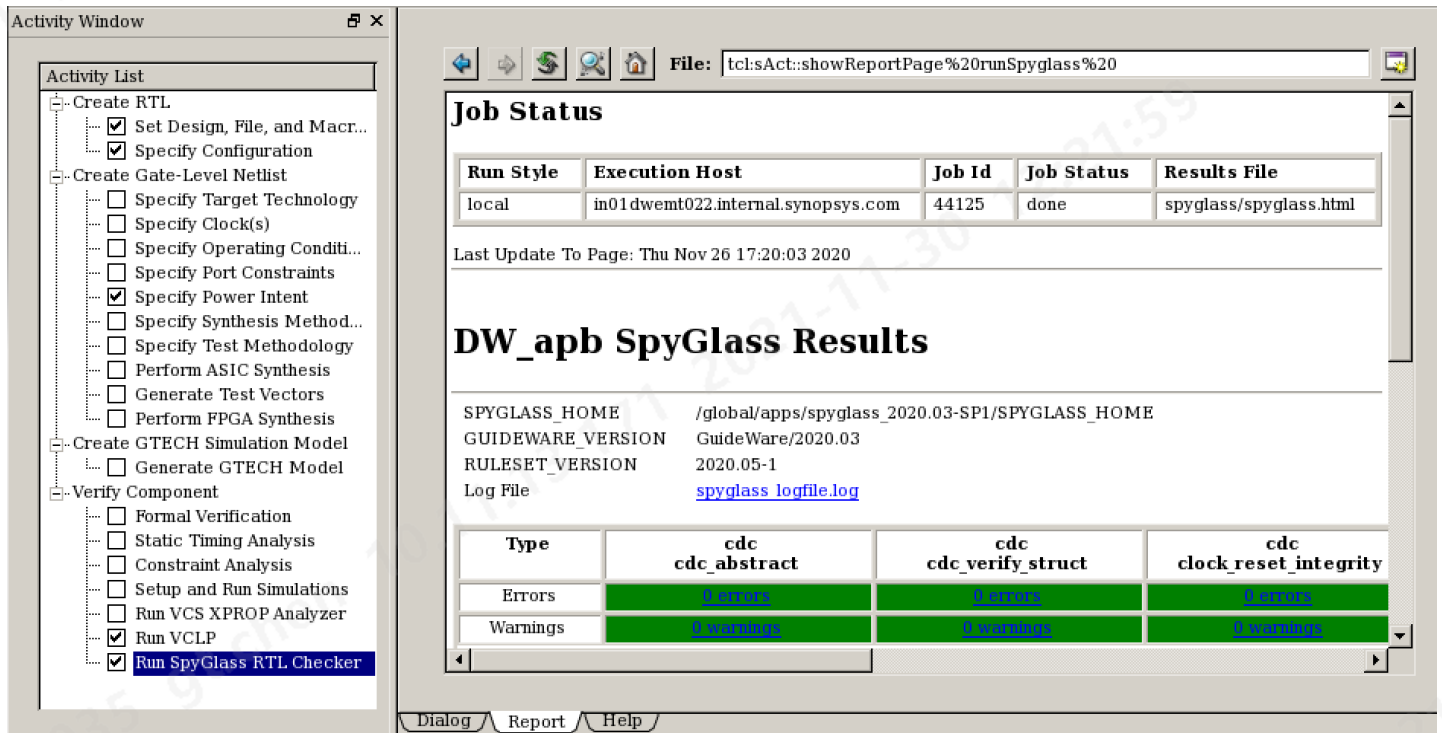 Activity Window
Activity List
Create RTL
Set Design, File, and Macr...
Specify Configuration
Create Gate-Level Netlist
Specify Target Technology
Specify Clock(s)
Specify Operating Conditi...
Specify Port Constraints
Specify Power Intent
Specify Synthesis Method...
Specify Test Methodology
Perform ASIC Synthesis
Generate Test Vectors
Perform FPGA Synthesis
Create GTECH Simulation Model
Generate GTECH Model
Verify Component
Formal Verification
Static Timing Analysis
Constraint Analysis
Setup and Run Simulations
Run VCS XPROP Analyzer
Run VCLP
Run SpyGlass RTL Checker
File: tcl:sAct::showReportPage%20runSpyglass%20
Job Status
Run Style Execution Host Job Id Job Status Results File
local in01dwemt022.internal.synopsys.com 44125 done spyglass/spyglass.html
Last Update To Page: Thu Nov 26 17:20:03 2020
DW_apb SpyGlass Results
SPYGLASS_HOME /global/apps/spyglass_2020.03-SP1/SPYGLASS_HOME
GUIDEWARE_VERSION GuideWare/2020.03
RULESET_VERSION 2020.05-1
Log File spyglass_logfile.log
Type cdc cdc cdc
cdc_abstract cdc_verify_struct clock_reset_integrity
Errors 0 errors 0 errors 0 errors
Warnings 0 warnings 0 warnings 0 warnings
Dialog Report Help
2021-11-30 12:21:59